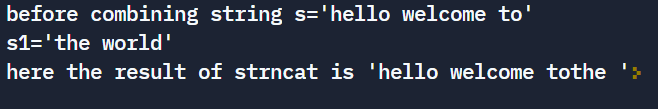 before combining string s='hello welcome to'
s1='the world'
here the result of strncat is 'hello welcome tothe '